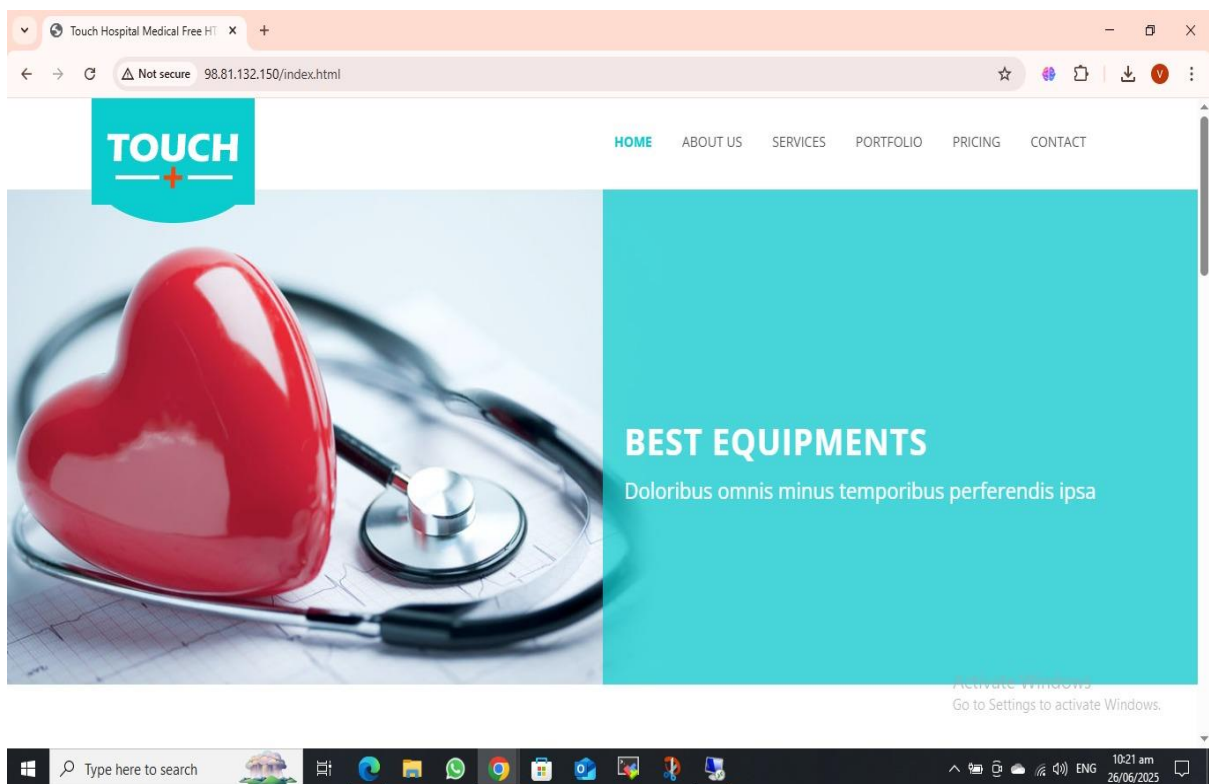 Touch Hospital Medical Free HT
Not secure 98.81.132.150/index.html
V
TOUCH
HOME ABOUT US SERVICES PORTFOLIO PRICING CONTACT
BEST EQUIPMENTS
Doloribus omnis minus temporibus perferendis ipsa
Activate Windows
Go to Settings to activate Windows.
Type here to search
ENG
10:21 am
26/06/2025